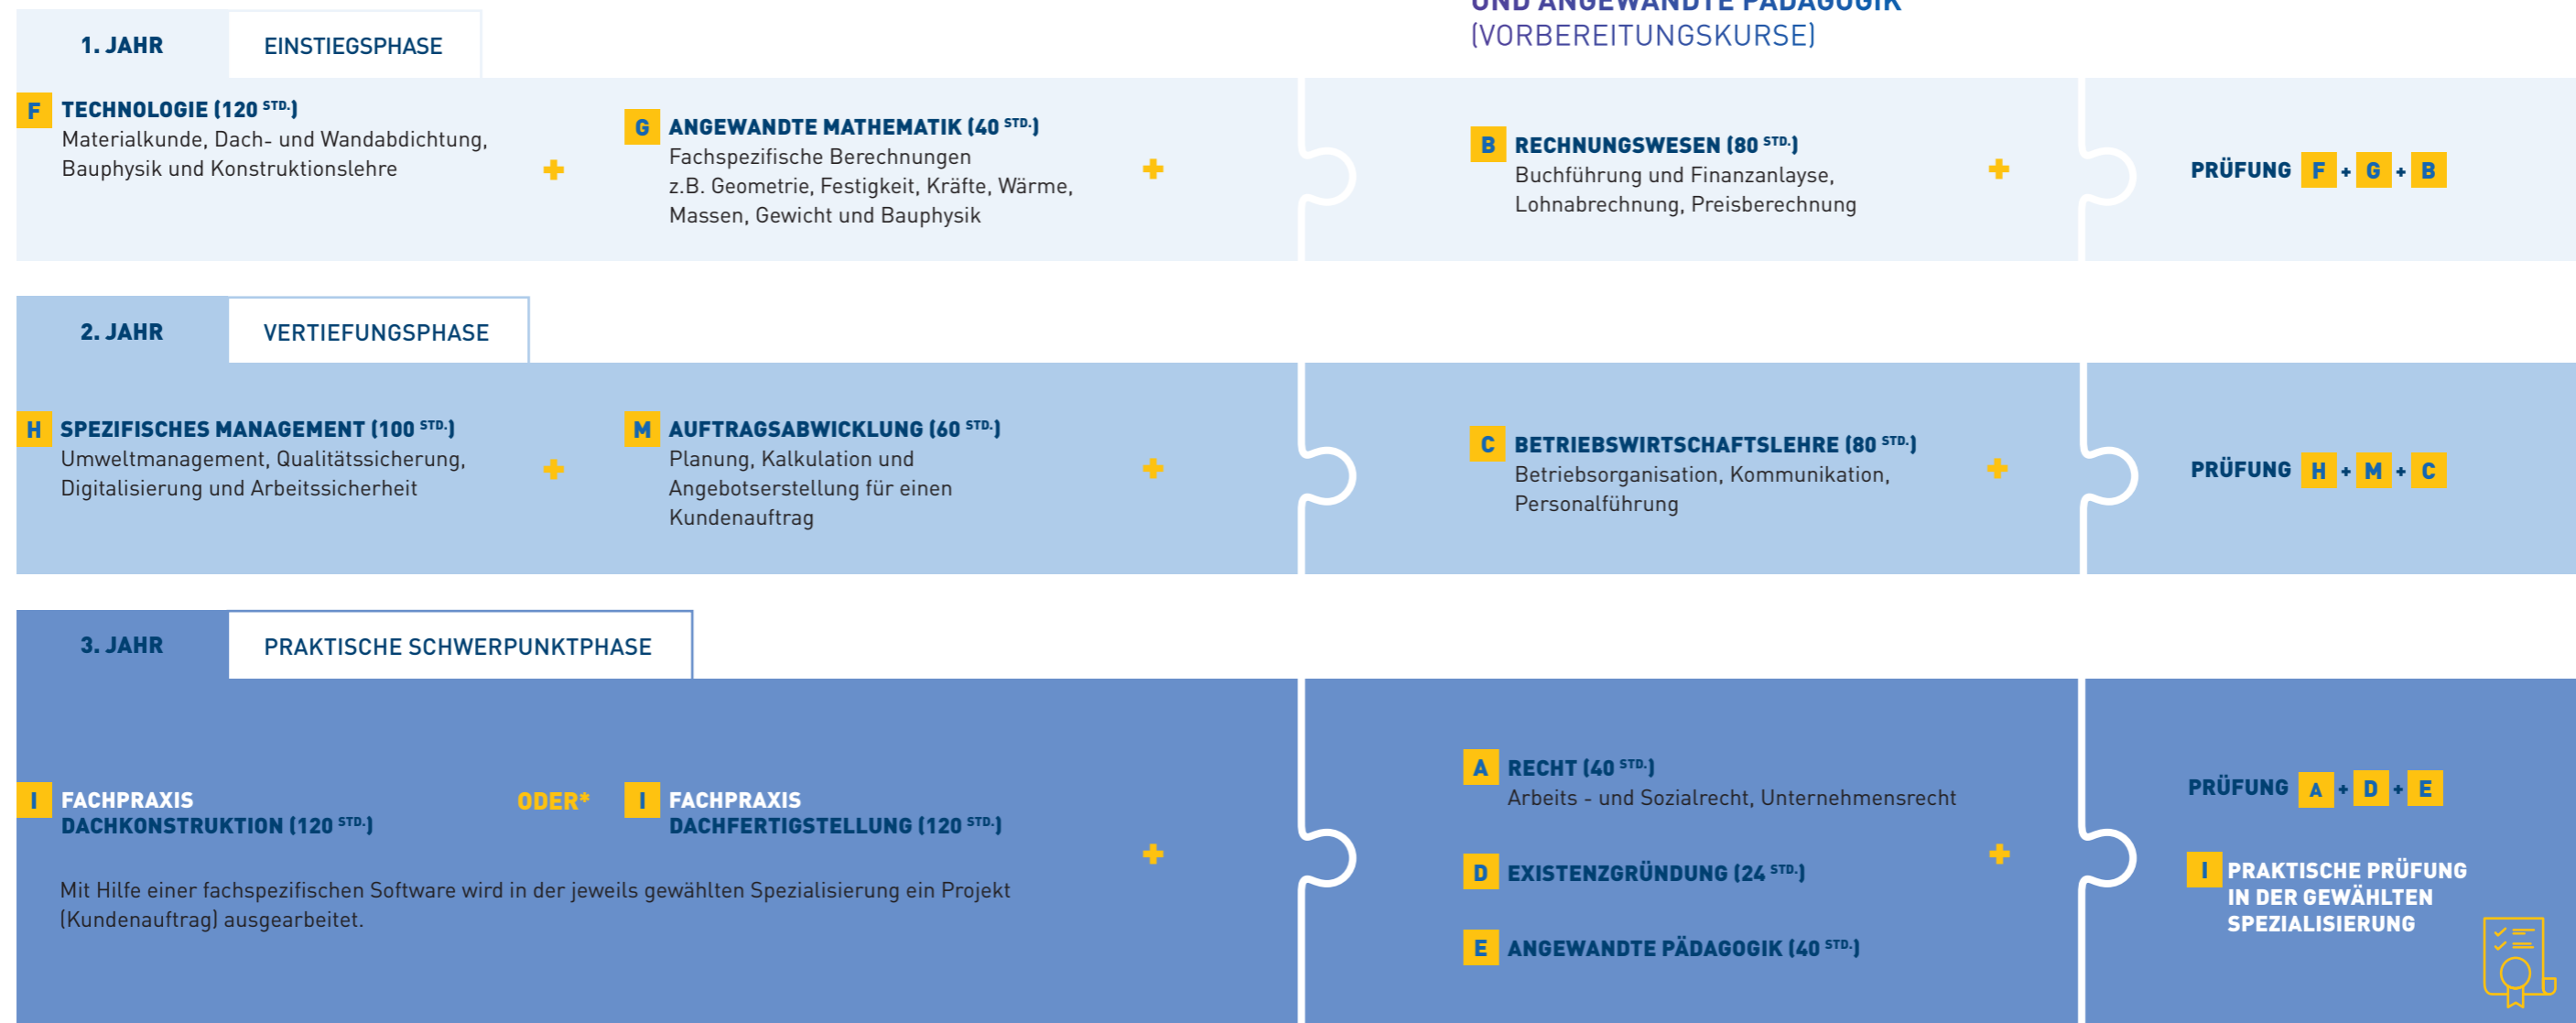 UND ANGEWANDTE PÄDAGOGIK
(VORBEREITUNGSKURSE)
1. JAHR
EINSTIEGSPHASE
F TECHNOLOGIE (120 STD.)
Materialkunde, Dach- und Wandabdichtung,
Bauphysik und Konstruktionslehre
+
G ANGEWANDTE MATHEMATIK (40 STD.)
Fachspezifische Berechnungen
z.B. Geometrie, Festigkeit, Kräfte, Wärme,
Massen, Gewicht und Bauphysik
+
B RECHNUNGSWESEN (80 STD.)
Buchführung und Finanzanlayse,
Lohnabrechnung, Preisberechnung
+
PRÜFUNG F + G + B
2. JAHR
VERTIEFUNGSPHASE
H SPEZIFISCHES MANAGEMENT (100 STD.)
Umweltmanagement, Qualitätssicherung,
Digitalisierung und Arbeitssicherheit
+
M AUFTRAGSABWICKLUNG (60 STD.)
Planung, Kalkulation und
Angebotserstellung für einen
Kundenauftrag
+
C BETRIEBSWIRTSCHAFTSLEHRE (80 STD.)
Betriebsorganisation, Kommunikation,
Personalführung
+
PRÜFUNG H + M + C
3. JAHR
PRAKTISCHE SCHWERPUNKTPHASE
I FACHPRAXIS
DACHKONSTRUKTION (120 STD.)
ODER*
I FACHPRAXIS
DACHFERTIGSTELLUNG (120 STD.)
Mit Hilfe einer fachspezifischen Software wird in der jeweils gewählten Spezialisierung ein Projekt
(Kundenauftrag) ausgearbeitet.
+
A RECHT (40 STD.)
Arbeits - und Sozialrecht, Unternehmensrecht
D EXISTENZGRÜNDUNG (24 STD.)
E ANGEWANDTE PÄDAGOGIK (40 STD.)
+
PRÜFUNG A + D + E
I PRAKTISCHE PRÜFUNG
IN DER GEWÄHLTEN
SPEZIALISIERUNG